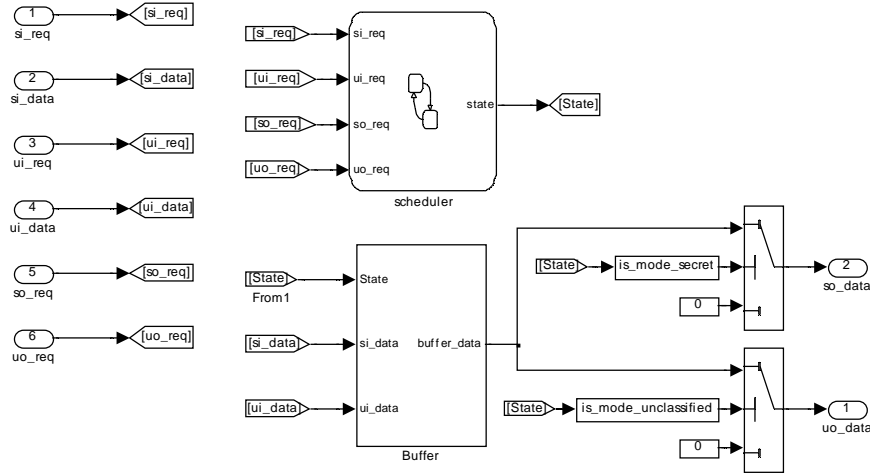 1
si_req
[si_req]
2
si_data
[si_data]
3
ui_req
[ui_req]
4
ui_data
[ui_data]
5
so_req
[so_req]
6
uo_req
[uo_req]
[si_req]
si_req
[ui_req]
ui_req
[so_req]
so_req
[uo_req]
uo_req
state
[State]
scheduler
[State]
From1
State
[si_data]
si_data
[ui_data]
ui_data
buffer_data
Buffer
[State]
is_mode_secret
0
2
so_data
[State]
is_mode_unclassified
0
1
uo_data